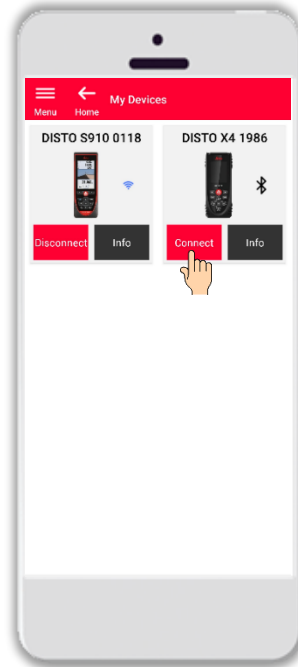 My Devices
Menu Home
DISTO S910 0118
DISTO X4 1986
Disconnect Info
Connect Info